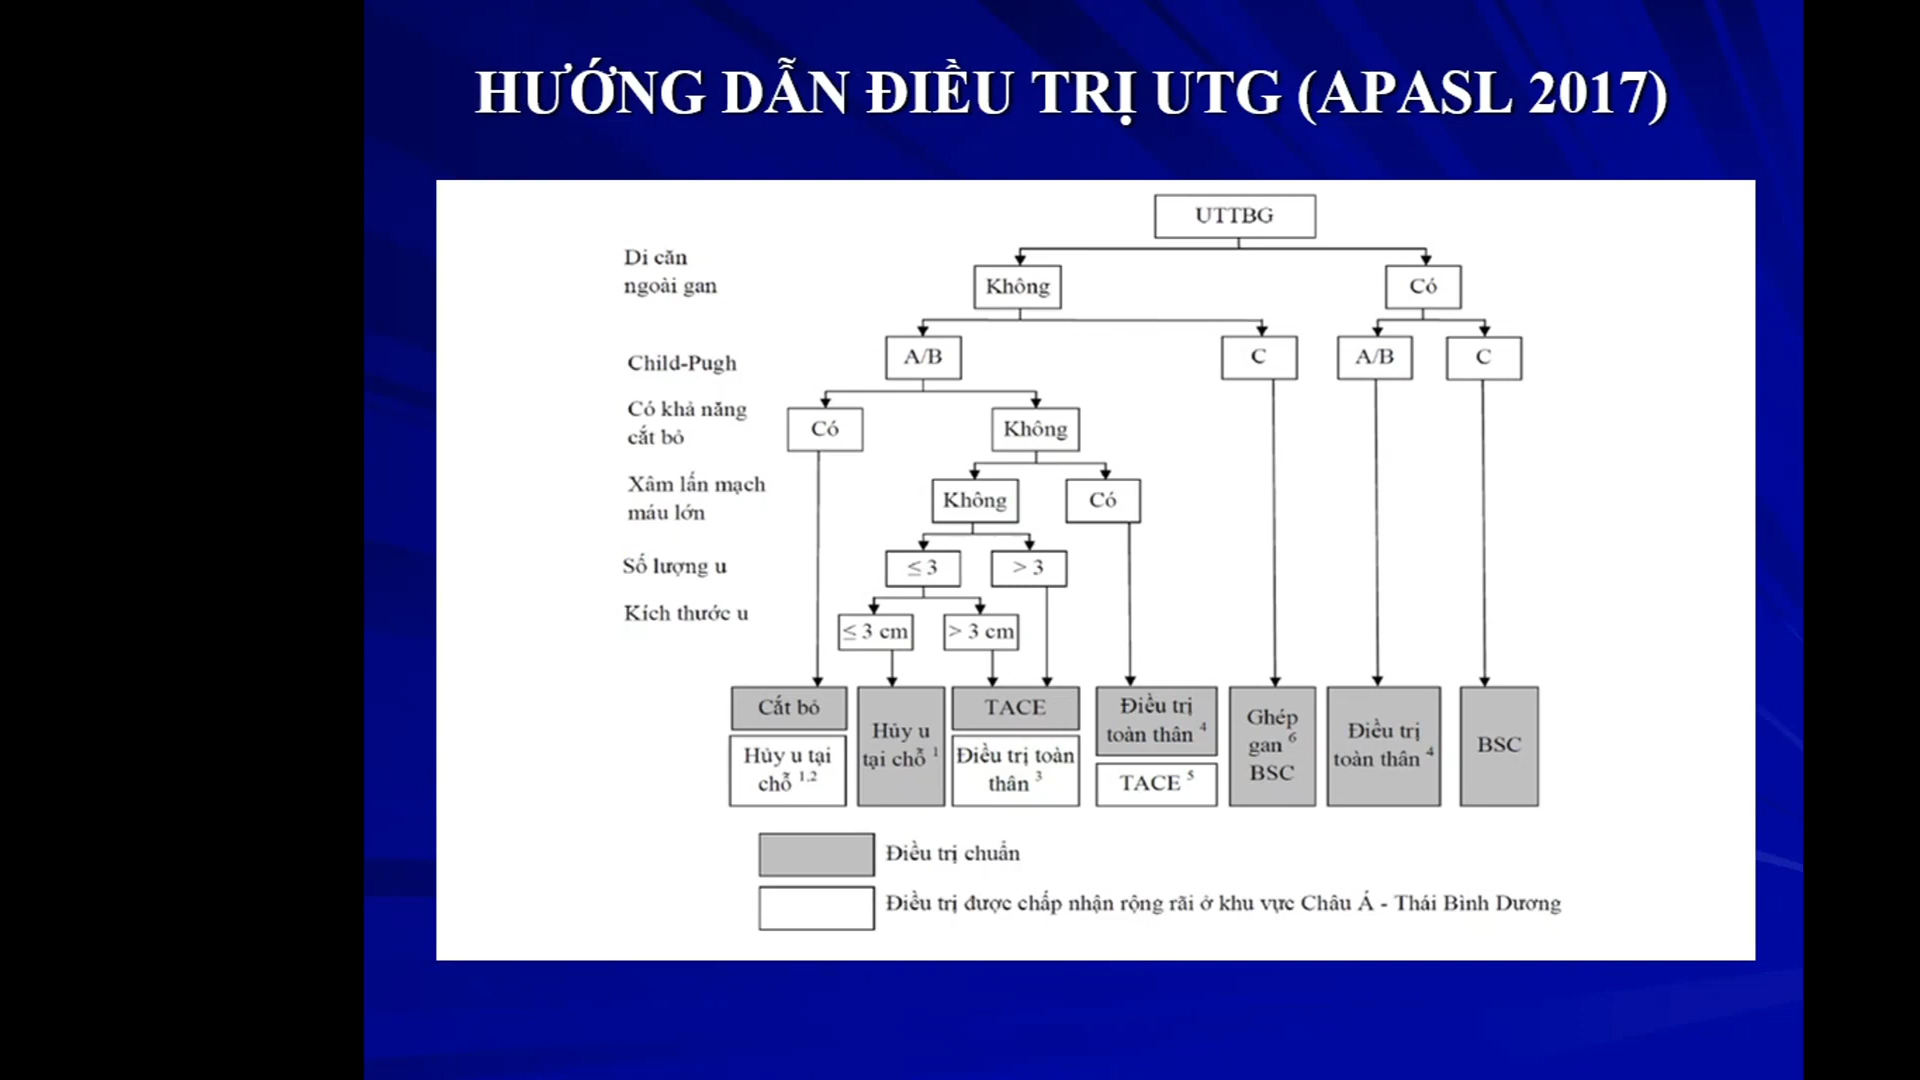 HƯỚNG DẪN ĐIỀU TRỊ UTG (APASL 2017)
UTTBG
Di căn
ngoài gan
Không
Có
Child-Pugh
A/B
C
A/B
C
Có khả năng
cắt bỏ
Có
Không
Xâm lấn mạch
máu lớn
Không
Có
Số lượng u
≤ 3
> 3
Kích thước u
≤ 3 cm
> 3 cm
Cắt bỏ
Hủy u tại
chỗ 1,2
Hủy u
tại chỗ 1
TACE
Điều trị toàn
thân 3
Điều trị
toàn thân 4
TACE 5
Ghép
gan 6
BSC
Điều trị
toàn thân 4
BSC
Điều trị chuẩn
Điều trị được chấp nhận rộng rãi ở khu vực Châu Á - Thái Bình Dương